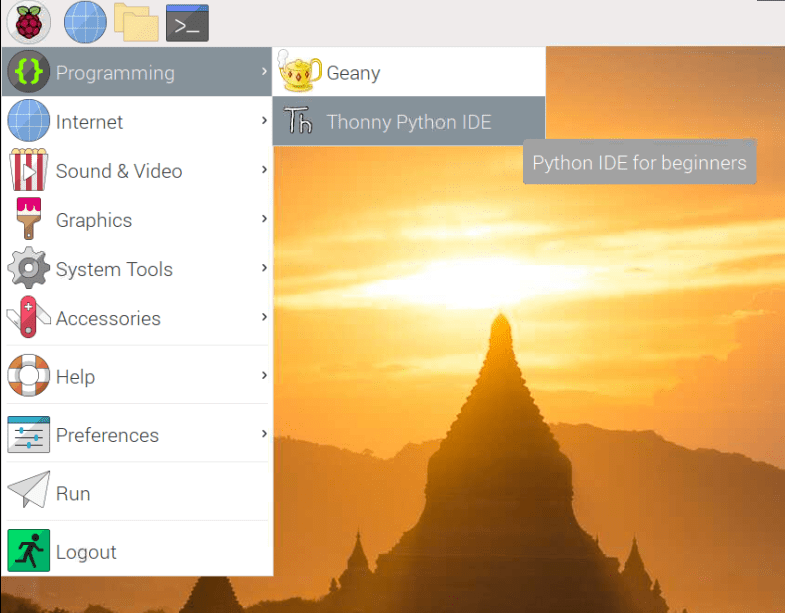 >_
Programming
Geany
Internet
Th Thonny Python IDE
Python IDE for beginners
Sound & Video
Graphics
System Tools
Accessories
Help
Preferences
Run
Logout